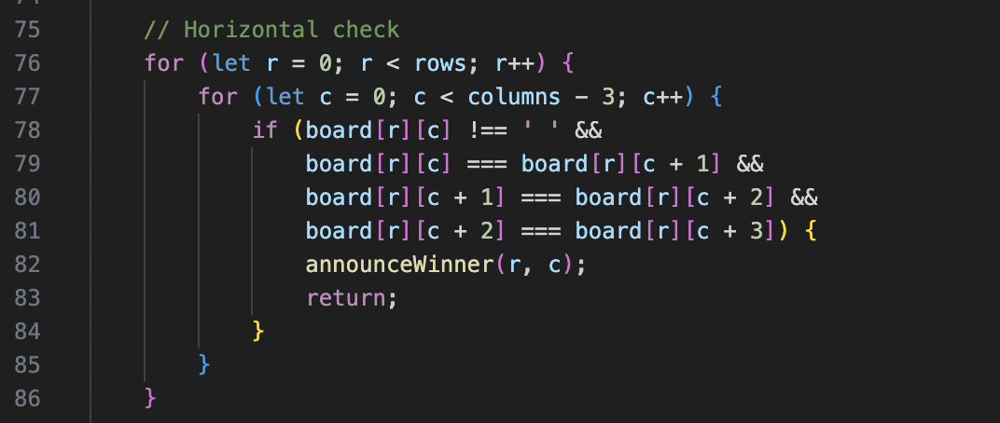 75 // Horizontal check
76 for (let r = 0; r < rows; r++) {
77 for (let c = 0; c < columns - 3; c++) {
78 if (board[r][c] !== ' ' &&
79 board[r][c] === board[r][c + 1] &&
80 board[r][c + 1] === board[r][c + 2] &&
81 board[r][c + 2] === board[r][c + 3]) {
82 announceWinner(r, c);
83 return;
84 }
85 }
86 }